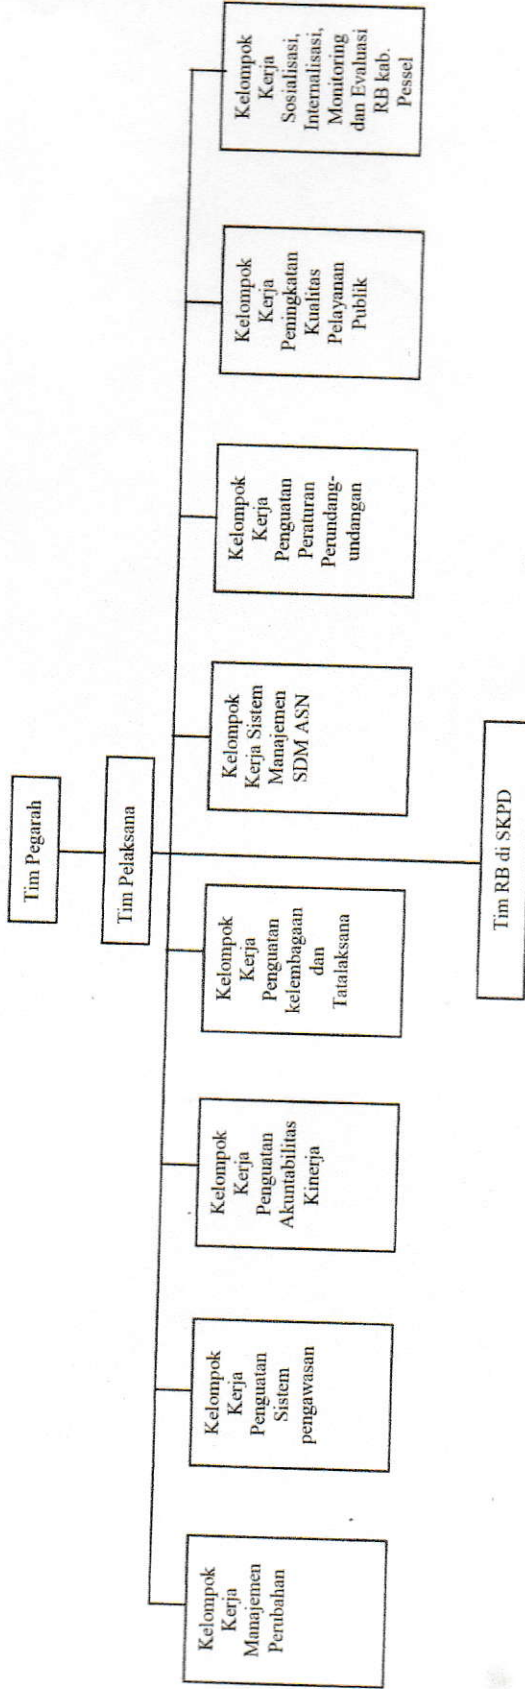 Tim Pegarah
Tim Pelaksana
Kelompok
Kerja
Manajemen
Perubahan
Kelompok
Kerja
Penguatan
Sistem
pengawasan
Kelompok
Kerja
Penguatan
Akuntabilitas
Kinerja
Kelompok
Kerja
Penguatan
kelembagaan
dan
Tatalaksana
Kelompok
Kerja Sistem
Manajemen
SDM ASN
Kelompok
Kerja
Penguatan
Peraturan
Perundang-
undangan
Kelompok
Kerja
Peningkatan
Kualitas
Pelayanan
Publik
Kelompok
Kerja
Sosialisasi,
Internalisasi,
Monitoring
dan Evaluasi
RB kab.
Pessel
Tim RB di SKPD